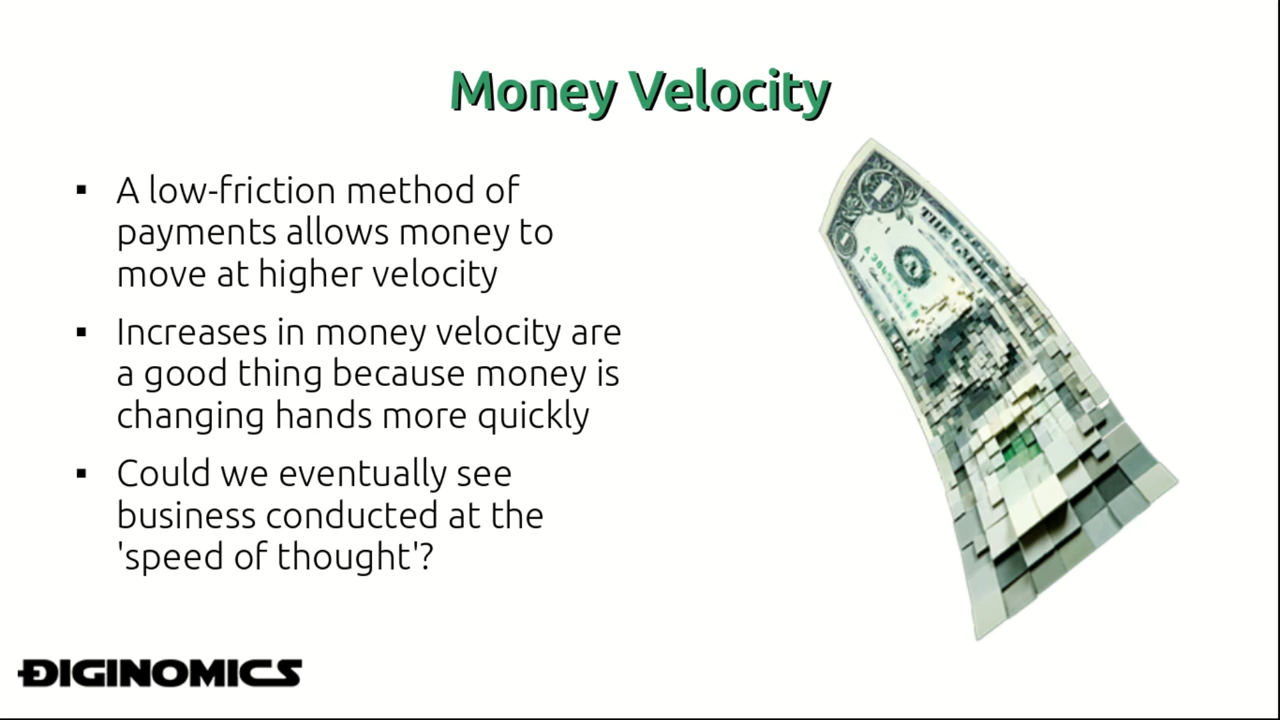 Money Velocity
▪ A low-friction method of
payments allows money to
move at higher velocity
▪ Increases in money velocity are
a good thing because money is
changing hands more quickly
▪ Could we eventually see
business conducted at the
'speed of thought'?
ĐIGINOMICS